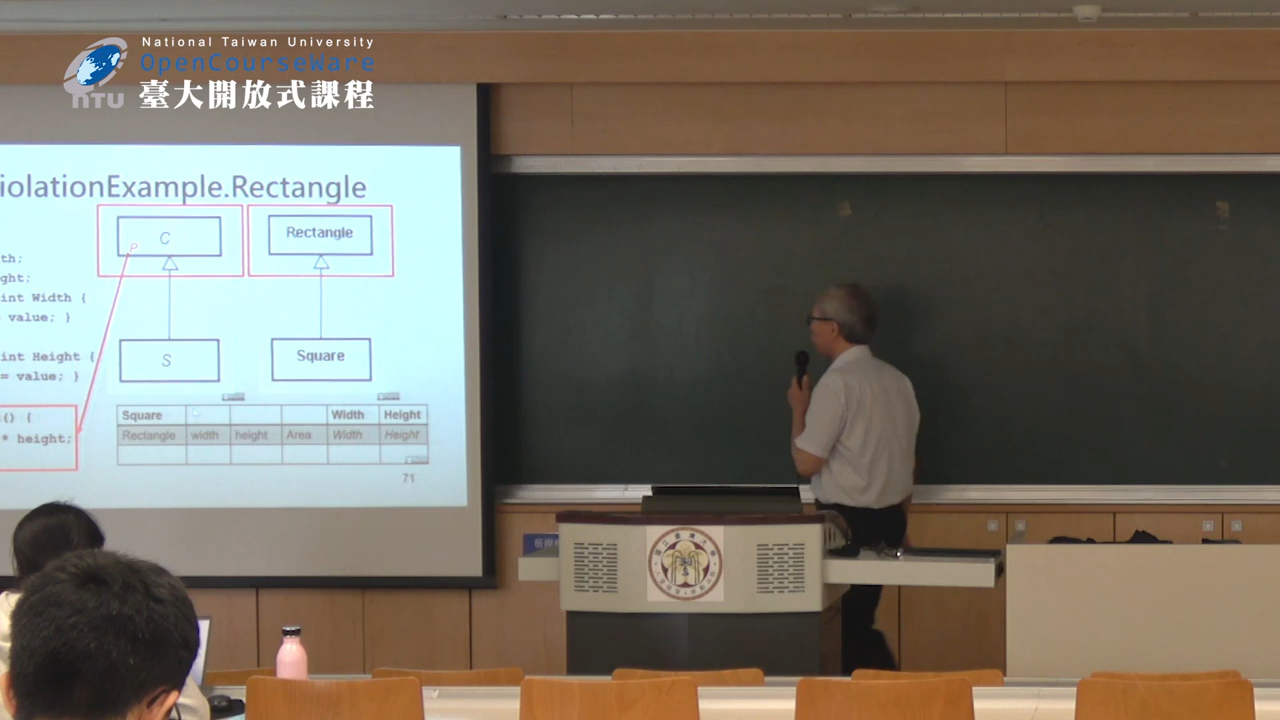 National Taiwan University
OpenCourseWare
臺大開放式課程
NTU
iolationExample.Rectangle
C
Rectangle
P
th;
ght;
int Width {
value; }
int Height {
= value; }
S
Square
() {
* height;
Square Width Height
Rectangle width height Area Width Height
71